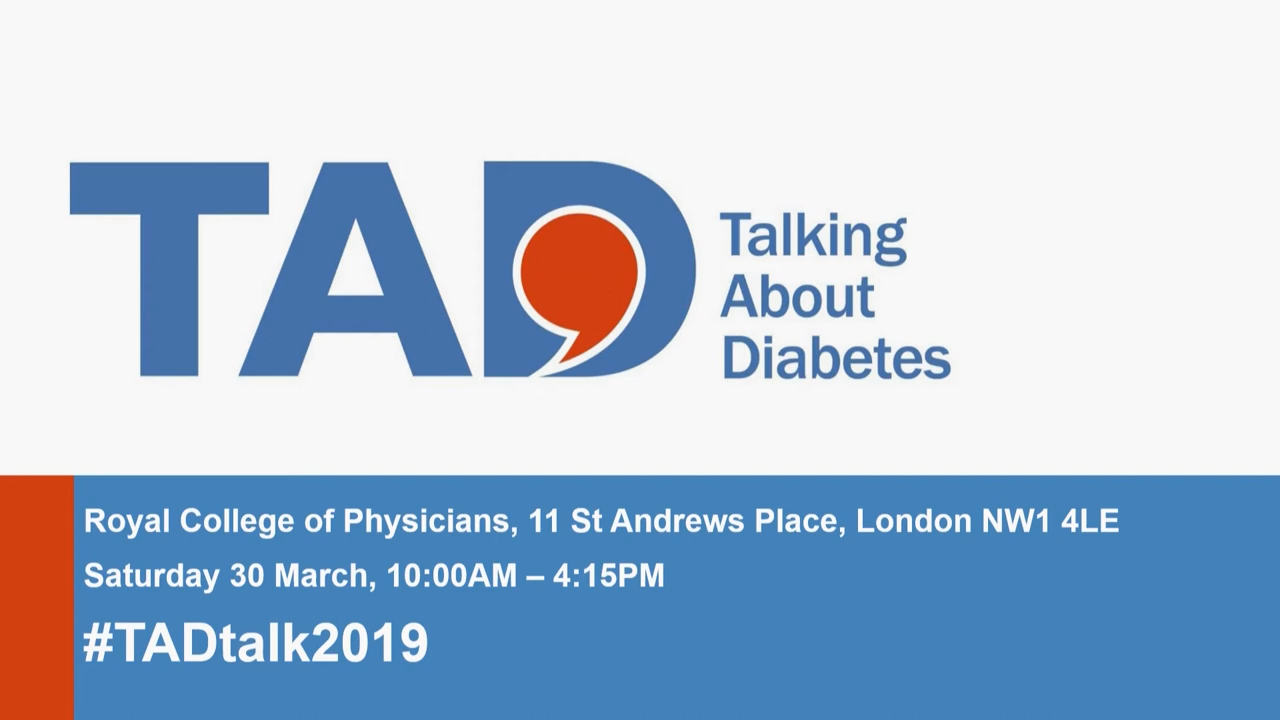 TAD
Talking
About
Diabetes
Royal College of Physicians, 11 St Andrews Place, London NW1 4LE
Saturday 30 March, 10:00AM – 4:15PM
#TADtalk2019